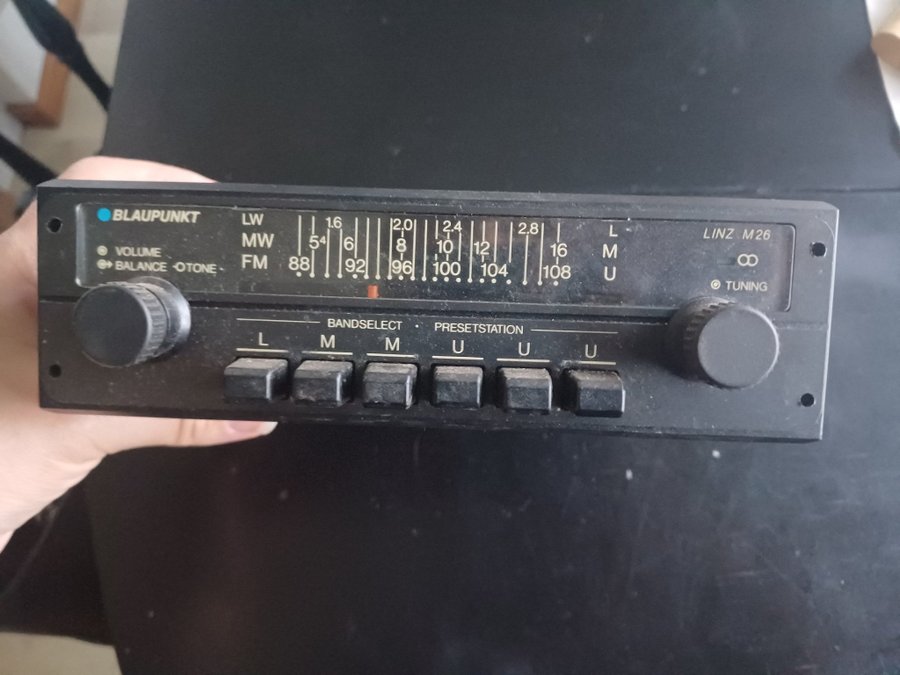 BLAUPUNKT
VOLUME
BALANCE TONE
LW 1.6 2.0 2.4 2.8 L
MW 5⁴ 6 8 10 12 16 M
FM 88 92 96 100 104 108 U
LINZ M26
TUNING
BANDSELECT · PRESETSTATION
L M M U U U